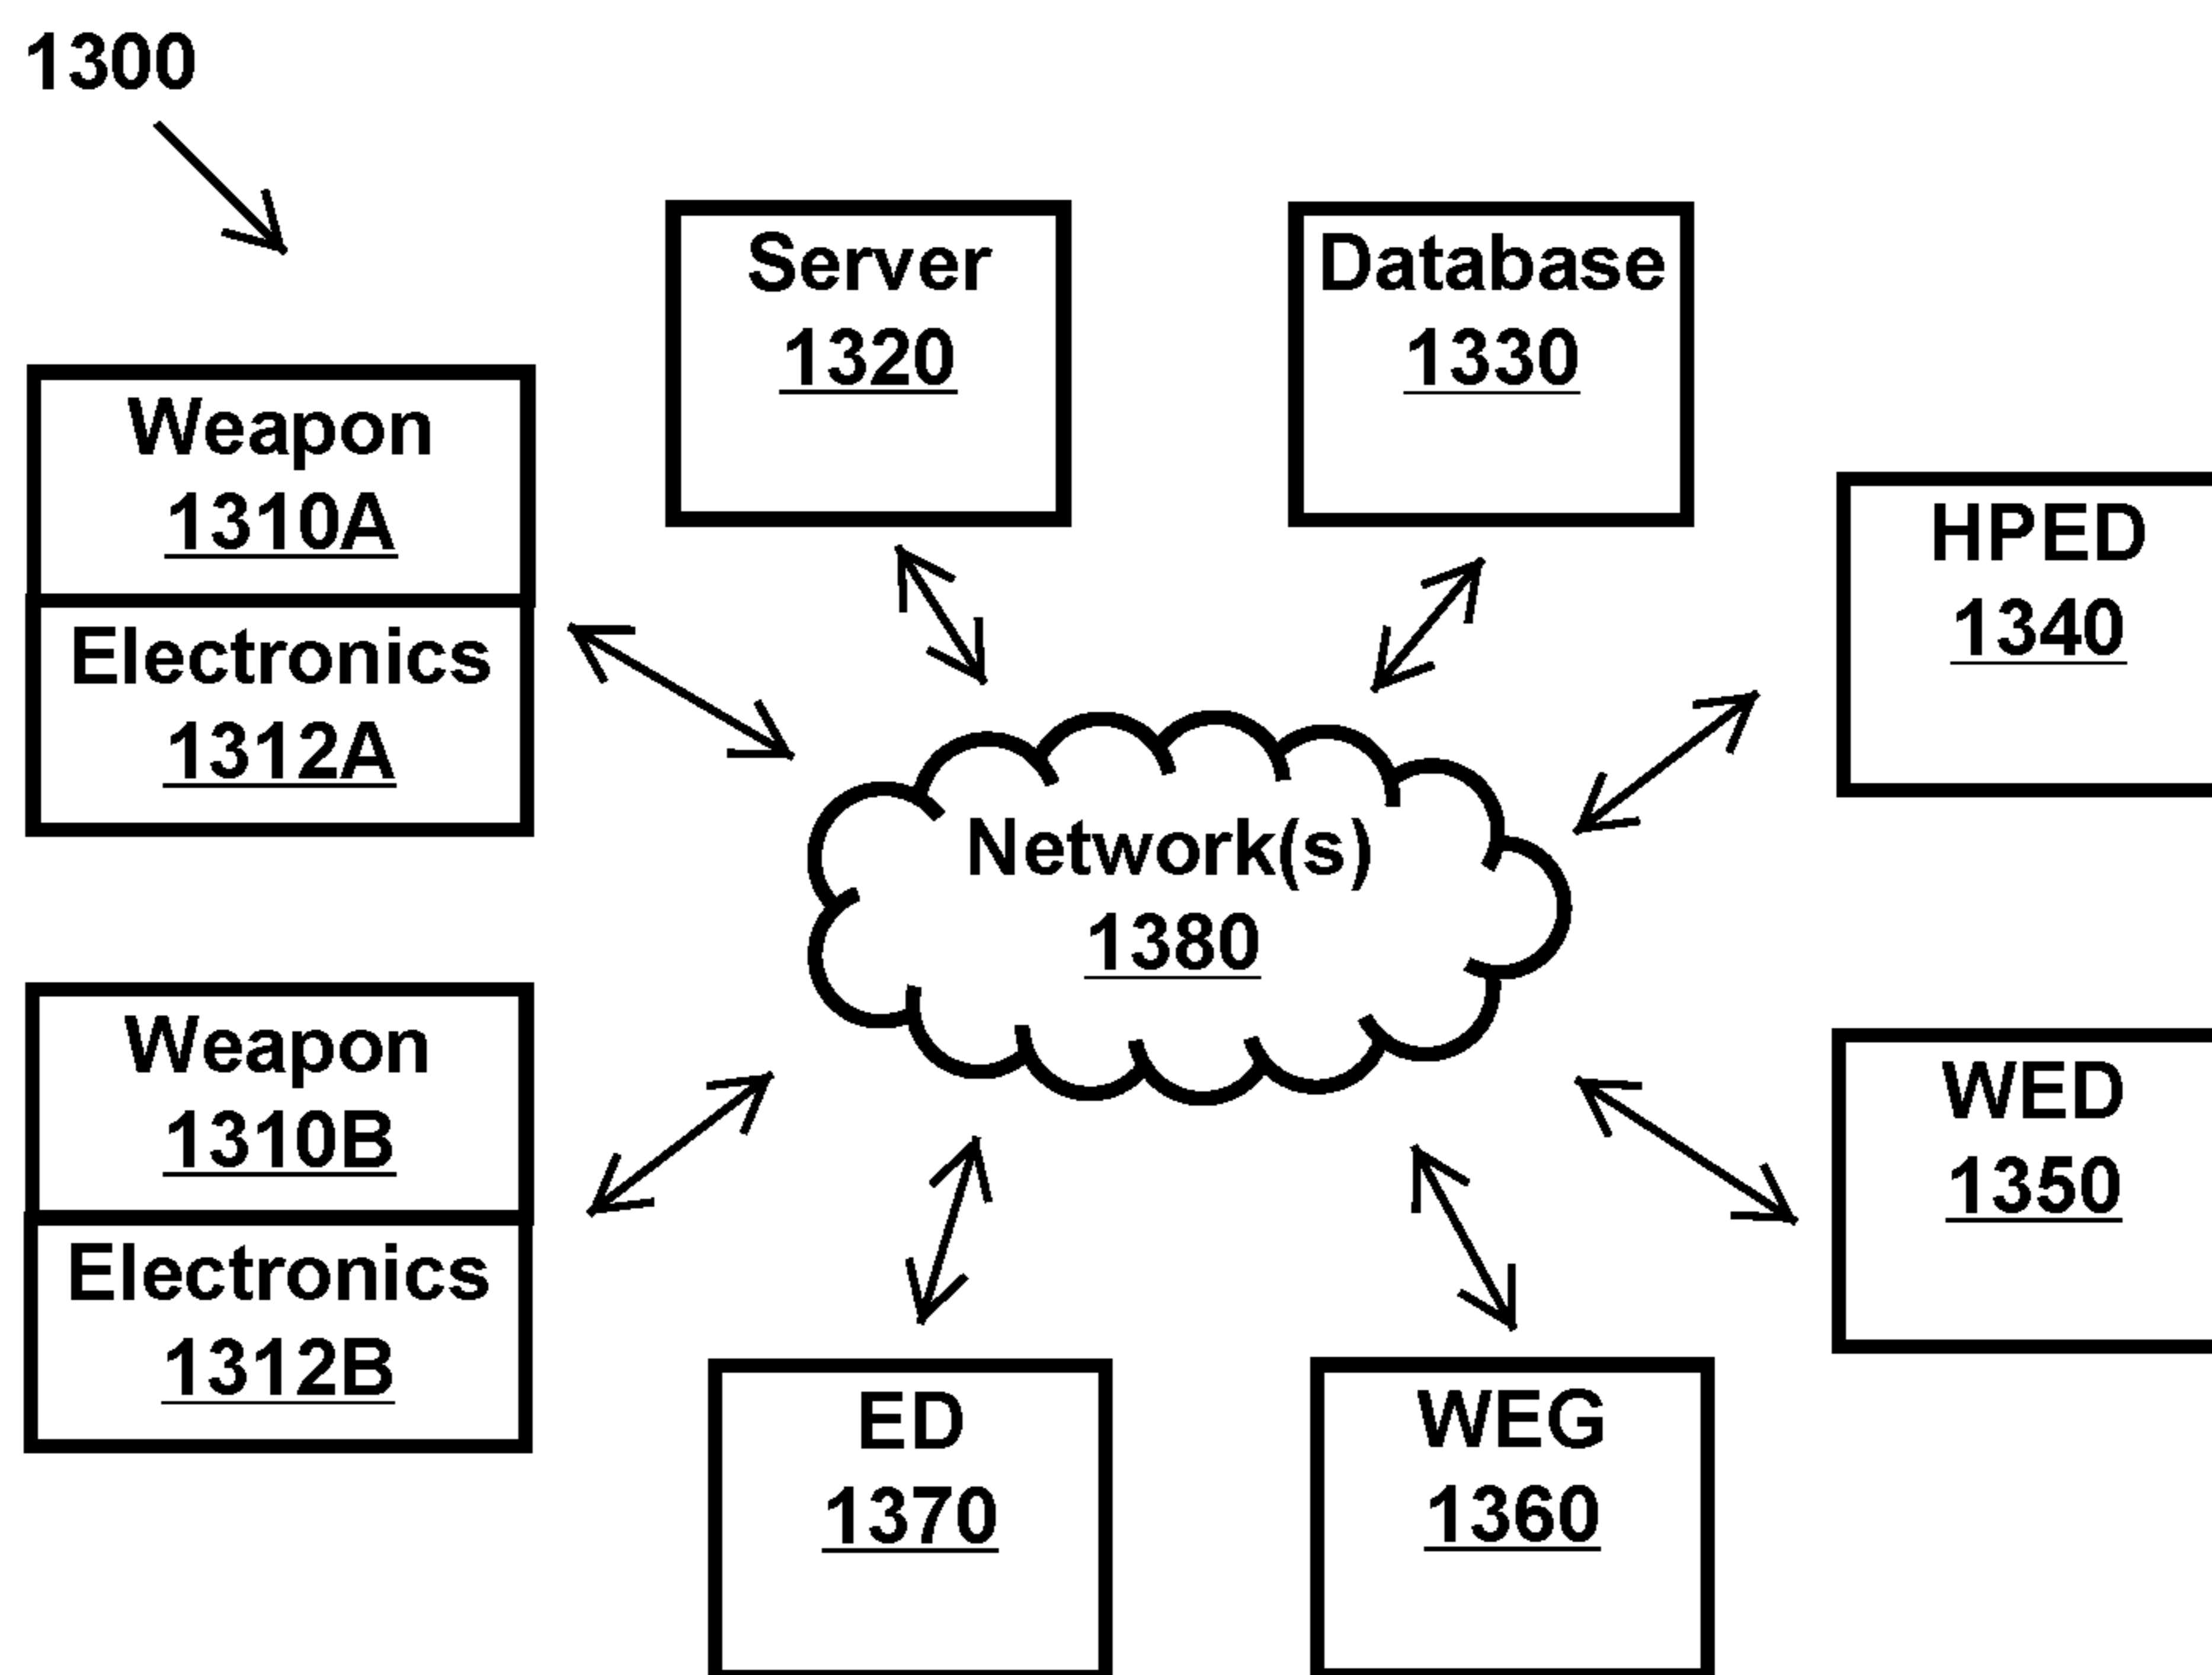 1300
Server
1320
Database
1330
Weapon
1310A
Electronics
1312A
HPED
1340
Network(s)
1380
Weapon
1310B
Electronics
1312B
WED
1350
ED
1370
WEG
1360